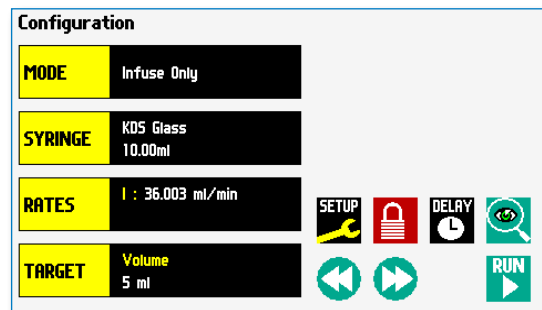 Configuration
MODE
Infuse Only
SYRINGE
KDS Glass
10.00ml
RATES
I : 36.003 ml/min
TARGET
Volume
5 ml
SETUP
DELAY
RUN